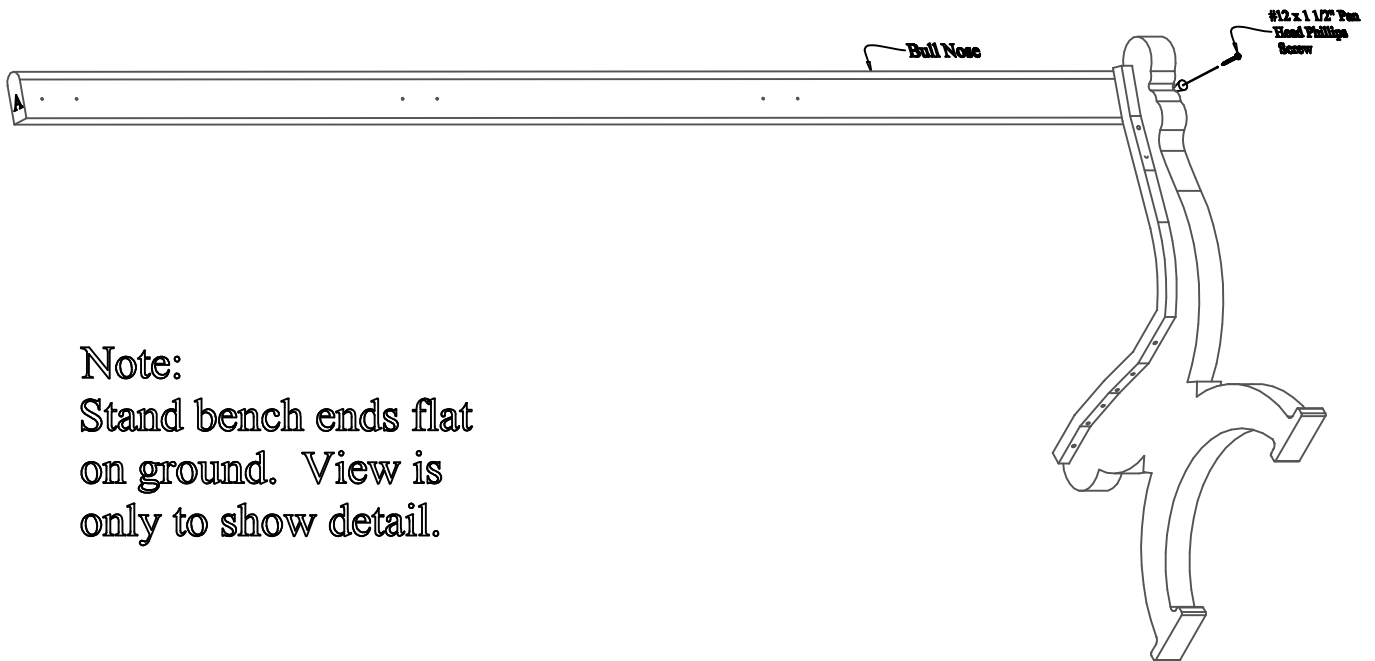 #12 x 1 1/2" Pan
Head Phillips
Screw
Bull Nose
A
Note:
Stand bench ends flat
on ground. View is
only to show detail.